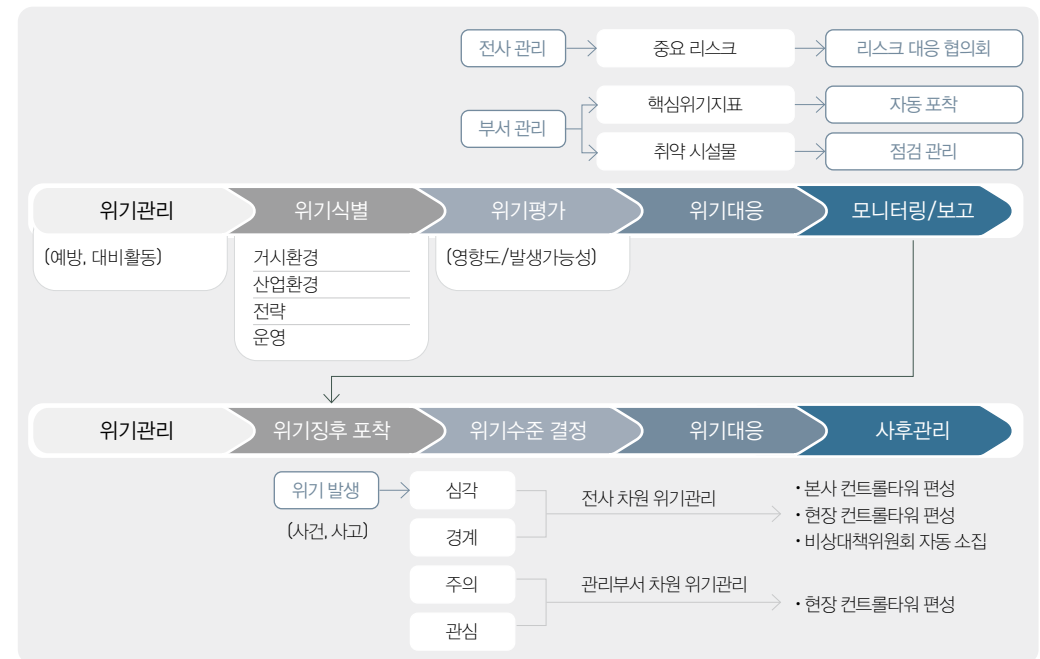 전사 관리
중요 리스크
리스크 대응 협의회
부서 관리
핵심위기지표
자동 포착
취약 시설물
점검 관리
위기관리
위기식별
위기평가
위기대응
모니터링/보고
(예방, 대비활동)
거시환경
산업환경
전략
운영
(영향도/발생가능성)
위기관리
위기징후 포착
위기수준 결정
위기대응
사후관리
위기 발생
(사건, 사고)
심각
경계
주의
관심
전사 차원 위기관리
• 본사 컨트롤타워 편성
• 현장 컨트롤타워 편성
• 비상대책위원회 자동 소집
관리부서 차원 위기관리
• 현장 컨트롤타워 편성